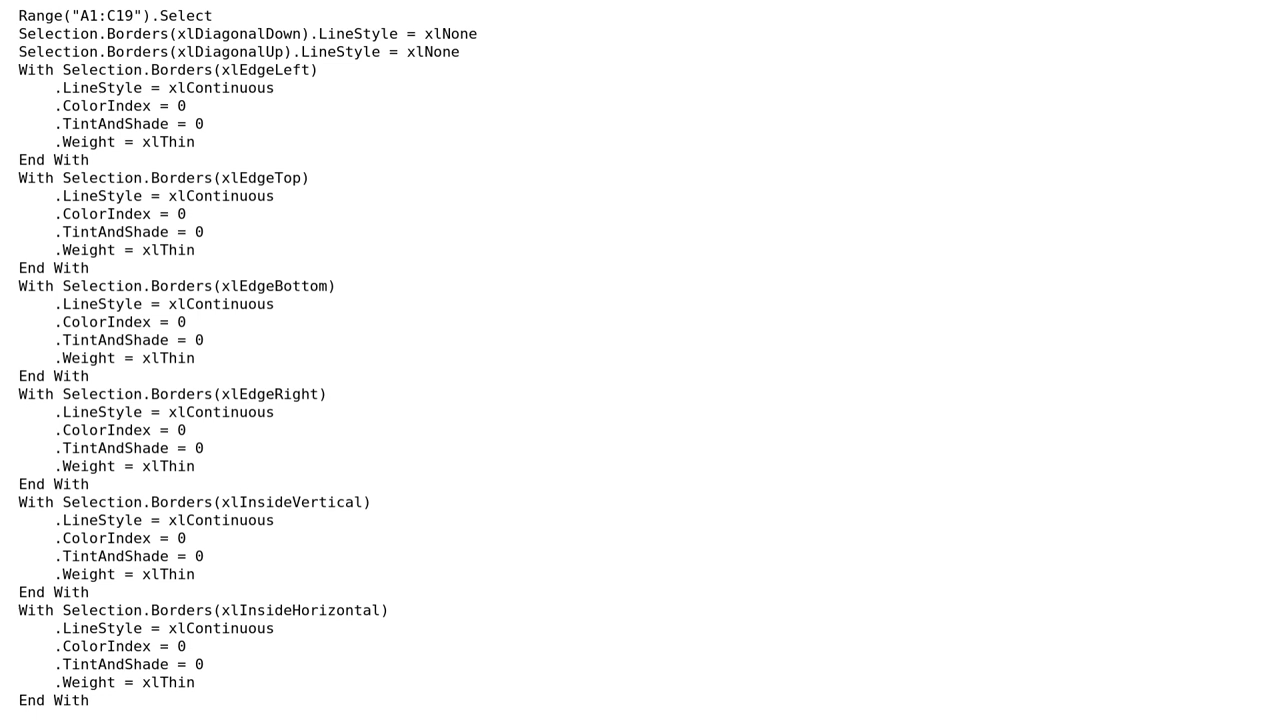 Range("A1:C19").Select
Selection.Borders(xlDiagonalDown).LineStyle = xlNone
Selection.Borders(xlDiagonalUp).LineStyle = xlNone
With Selection.Borders(xlEdgeLeft)
    .LineStyle = xlContinuous
    .ColorIndex = 0
    .TintAndShade = 0
    .Weight = xlThin
End With
With Selection.Borders(xlEdgeTop)
    .LineStyle = xlContinuous
    .ColorIndex = 0
    .TintAndShade = 0
    .Weight = xlThin
End With
With Selection.Borders(xlEdgeBottom)
    .LineStyle = xlContinuous
    .ColorIndex = 0
    .TintAndShade = 0
    .Weight = xlThin
End With
With Selection.Borders(xlEdgeRight)
    .LineStyle = xlContinuous
    .ColorIndex = 0
    .TintAndShade = 0
    .Weight = xlThin
End With
With Selection.Borders(xlInsideVertical)
    .LineStyle = xlContinuous
    .ColorIndex = 0
    .TintAndShade = 0
    .Weight = xlThin
End With
With Selection.Borders(xlInsideHorizontal)
    .LineStyle = xlContinuous
    .ColorIndex = 0
    .TintAndShade = 0
    .Weight = xlThin
End With